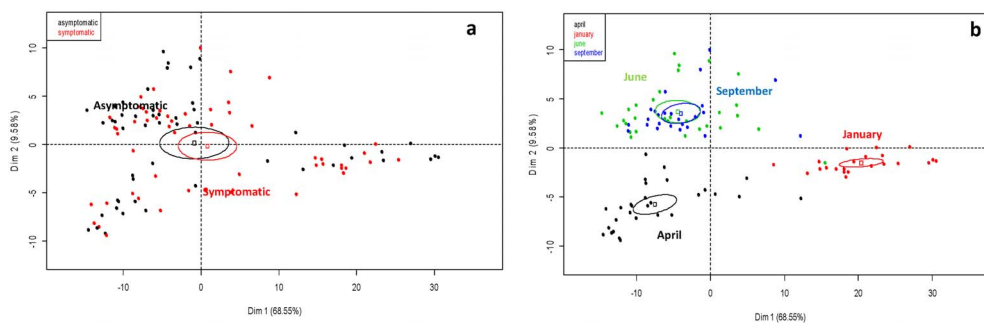 asymptomatic
symptomatic
a
Asymptomatic
Symptomatic
Dim 2 (9.58%)
10
5
0
-5
-10
-10
0
10
20
30
Dim 1 (68.55%)
april
january
june
september
b
June
September
January
April
Dim 2 (9.58%)
10
5
0
-5
-10
-10
0
10
20
30
Dim 1 (68.55%)